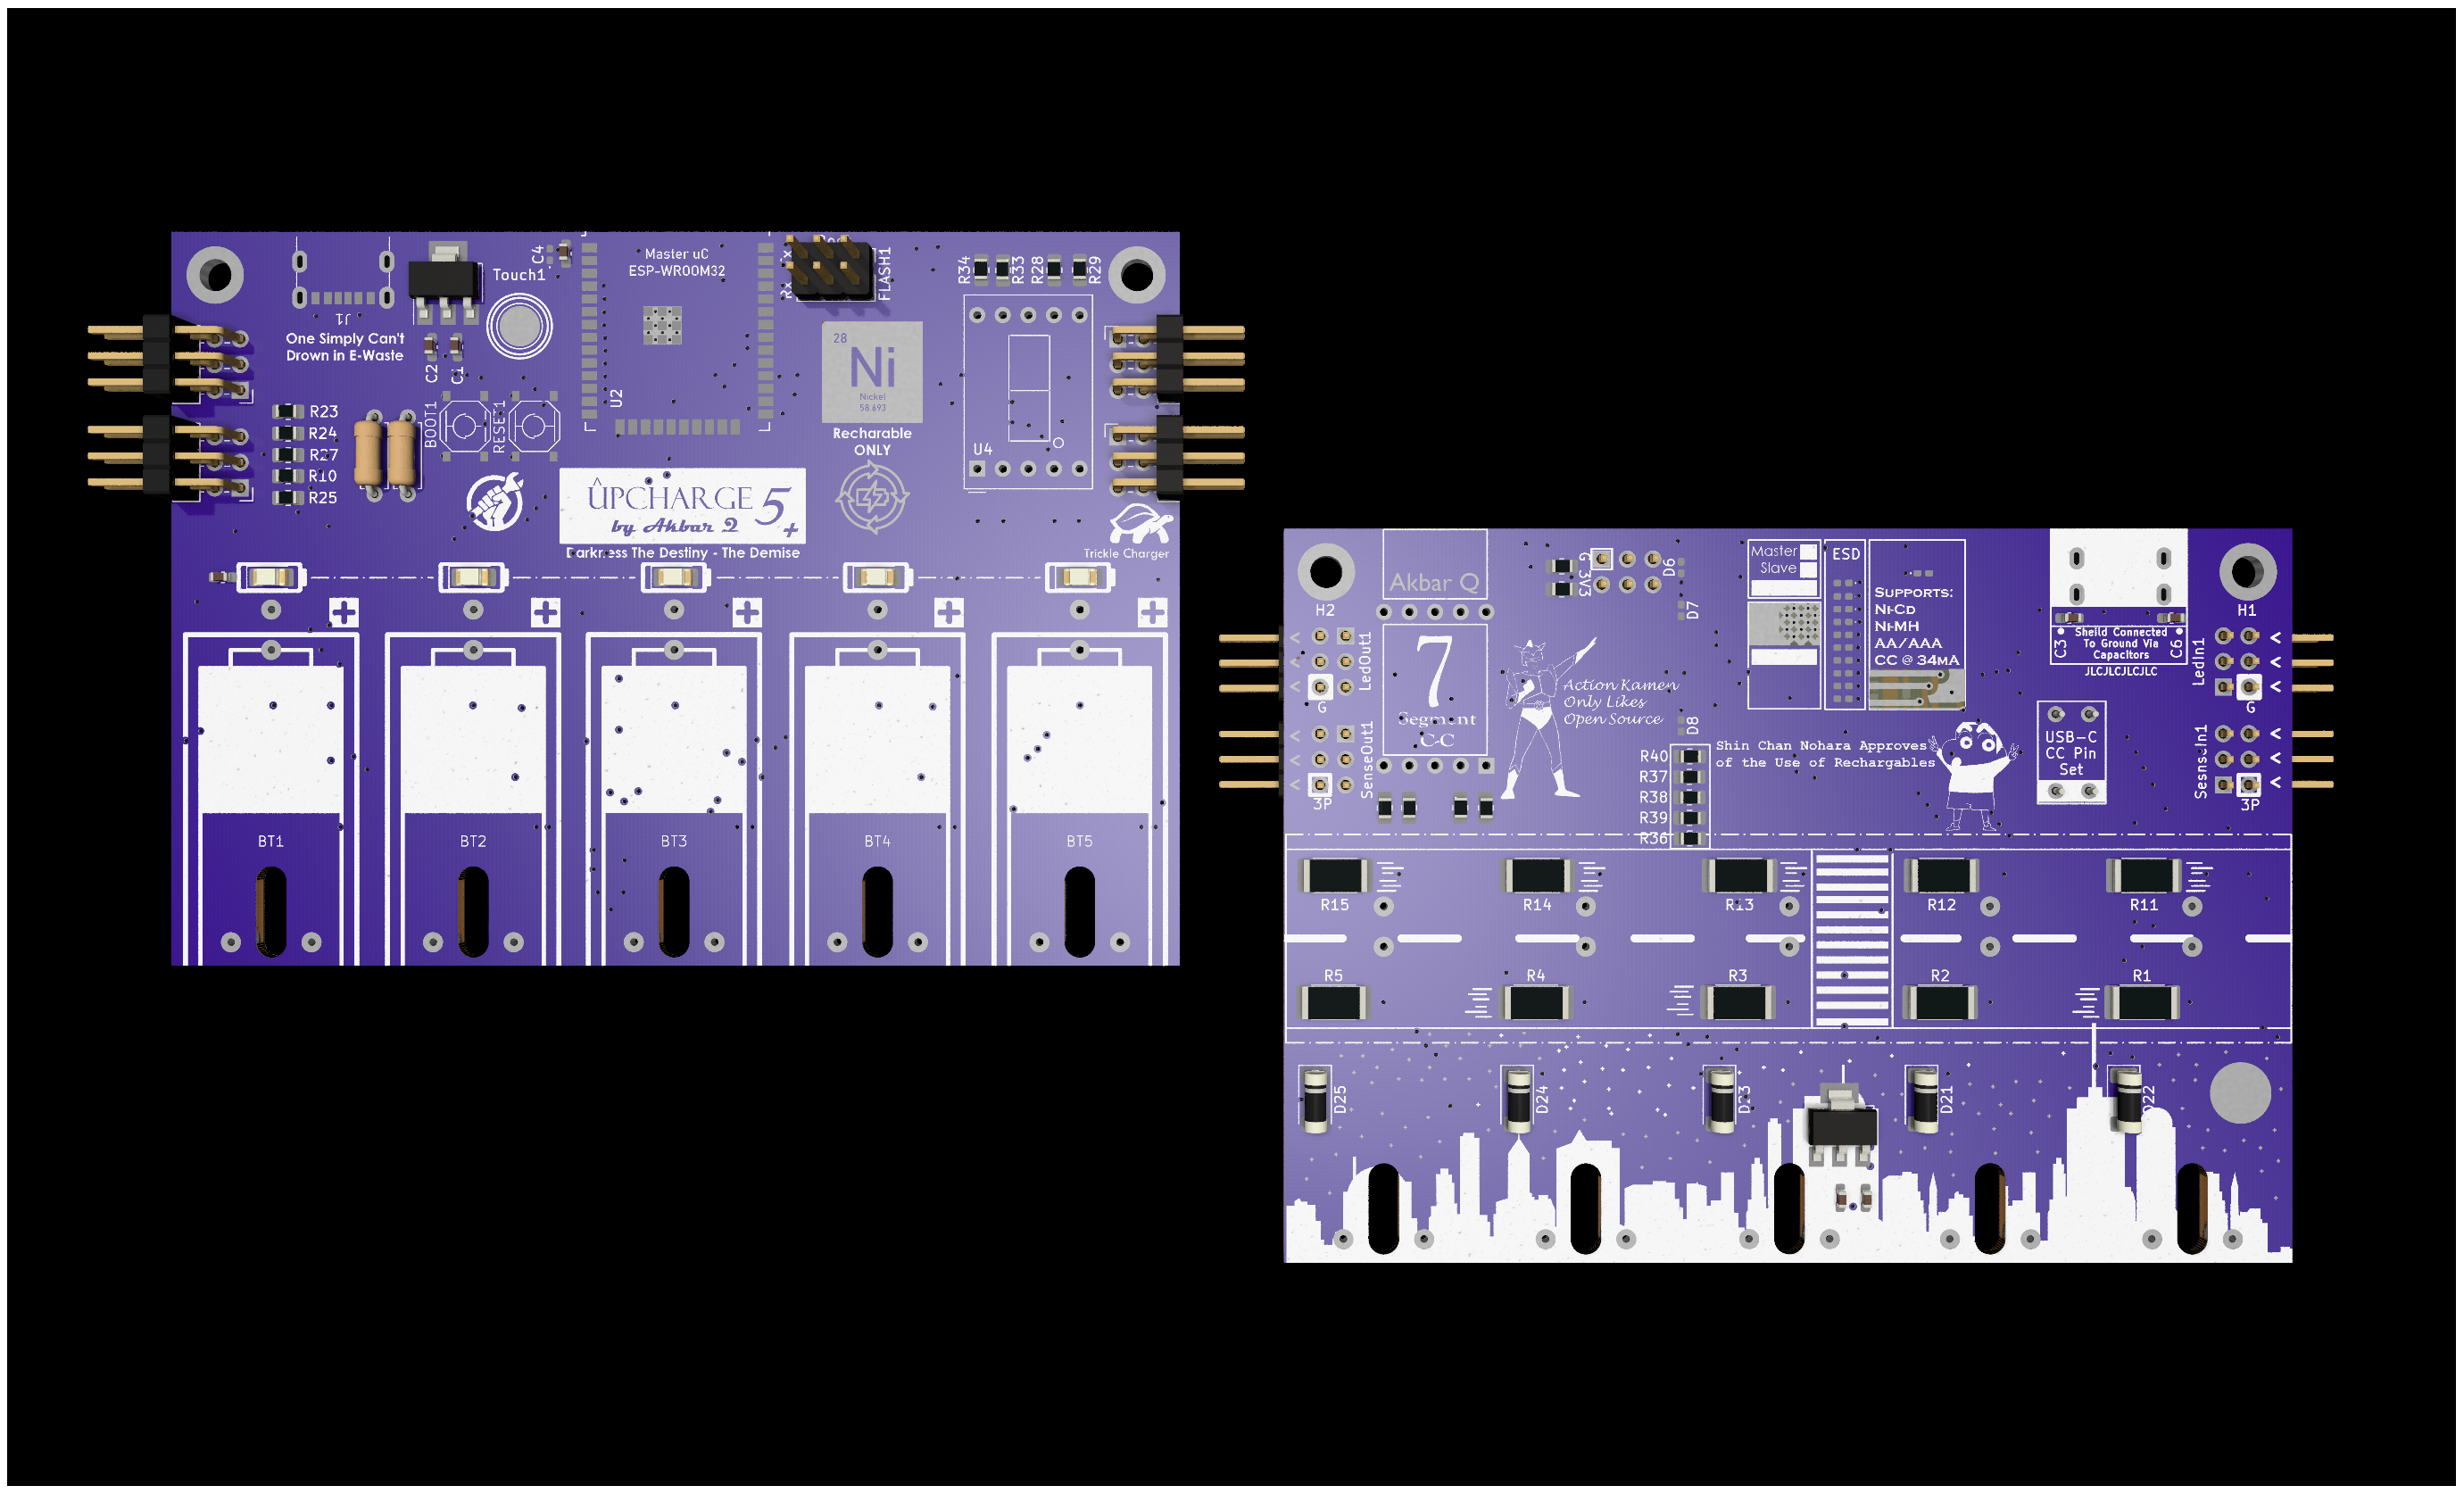 C4
Master uC
ESP-WROOM32
Touch1
FLASH1
R34
R33
R28
R29
J1
One Simply Can't
Drown in E-Waste
C2
C1
28
Ni
Nickel
58.693
Recharable
ONLY
U2
U4
R23
R24
R27
R10
R25
BOOT1
RESET1
ÛPCHARGE 5+
by Akbar Q
Darkness The Destiny - The Demise
Trickle Charger
+
+
+
+
+
BT1
BT2
BT3
BT4
BT5
Akbar Q
G
3V3
D6
D7
D8
Master
Slave
ESD
Supports:
Ni-Cd
Ni-MH
AA/AAA
CC @ 34mA
C3
Sheild Connected
To Ground Via
Capacitors
C6
JLCJLCJLCJLC
H2
H1
LedOut1
G
SenseOut1
3P
7
Segment
C-C
Action Kamen
Only Likes
Open Source
LedIn1
G
SesnseIn1
3P
USB-C
CC Pin
Set
R40
R37
R38
R39
R36
Shin Chan Nohara Approves
of the Use of Rechargables
R15
R14
R13
R12
R11
R5
R4
R3
R2
R1
D25
D24
D23
D21
D22